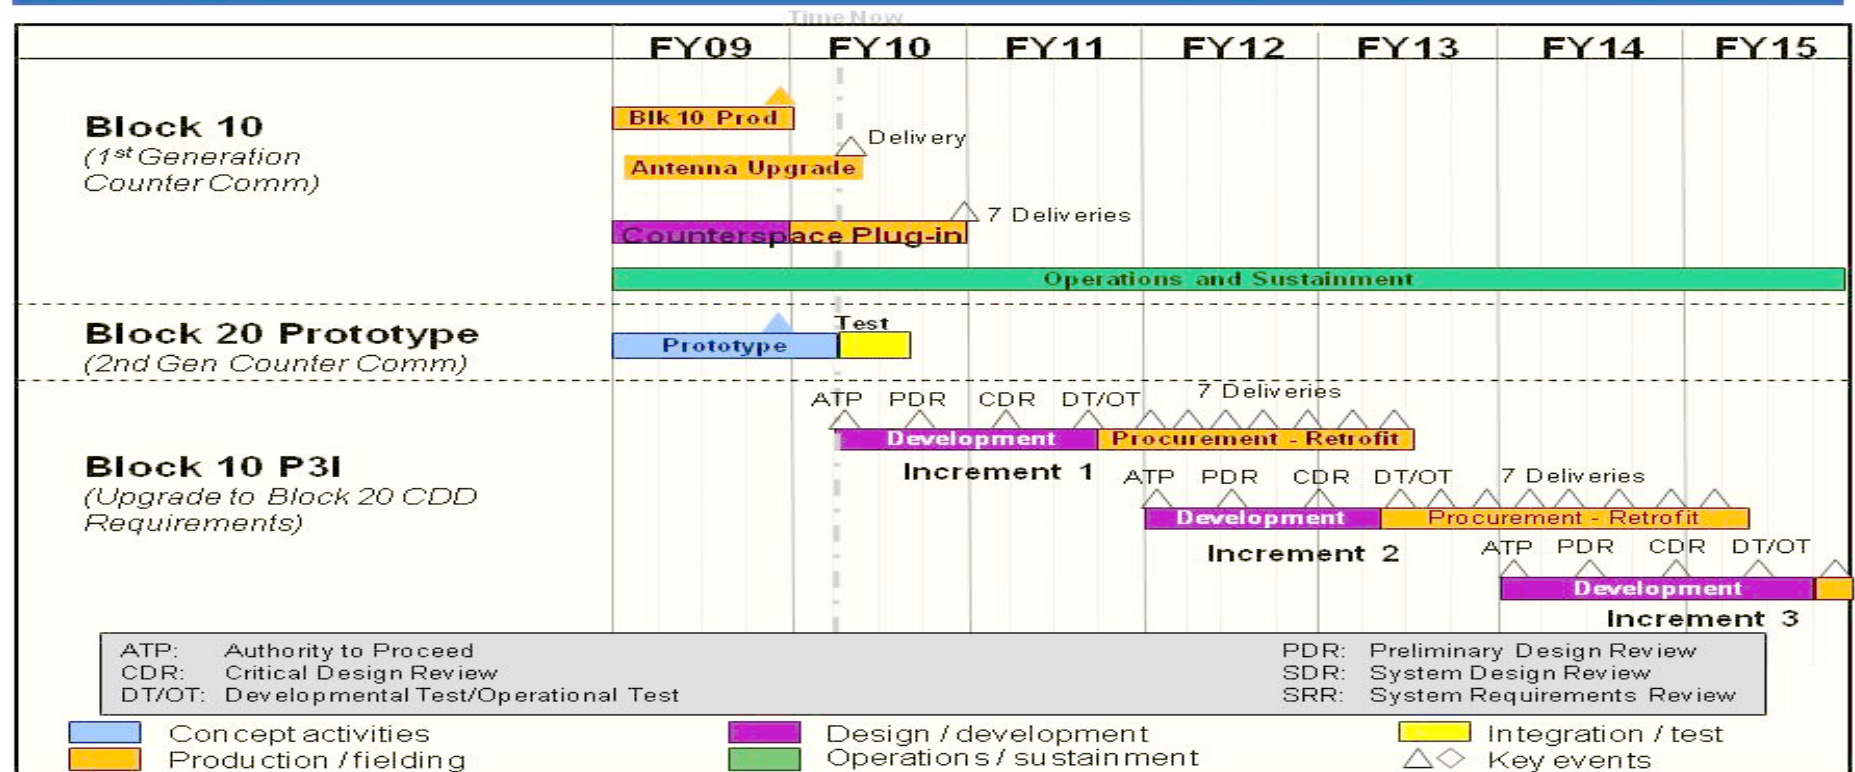 Time Now
FY09 FY10 FY11 FY12 FY13 FY14 FY15
Block 10
(1st Generation
Counter Comm)
Blk 10 Prod
Delivery
Antenna Upgrade
7 Deliveries
Counterspace Plug-in
Operations and Sustainment
Block 20 Prototype
(2nd Gen Counter Comm)
Test
Prototype
Block 10 P3I
(Upgrade to Block 20 CDD
Requirements)
ATP PDR CDR DT/OT 7 Deliveries
Development Procurement - Retrofit
Increment 1
ATP PDR CDR DT/OT 7 Deliveries
Development Procurement - Retrofit
Increment 2
ATP PDR CDR DT/OT
Development
Increment 3
ATP: Authority to Proceed
CDR: Critical Design Review
DT/OT: Developmental Test/Operational Test
PDR: Preliminary Design Review
SDR: System Design Review
SRR: System Requirements Review
Concept activities
Production / fielding
Design / development
Operations / sustainment
Integration / test
Key events